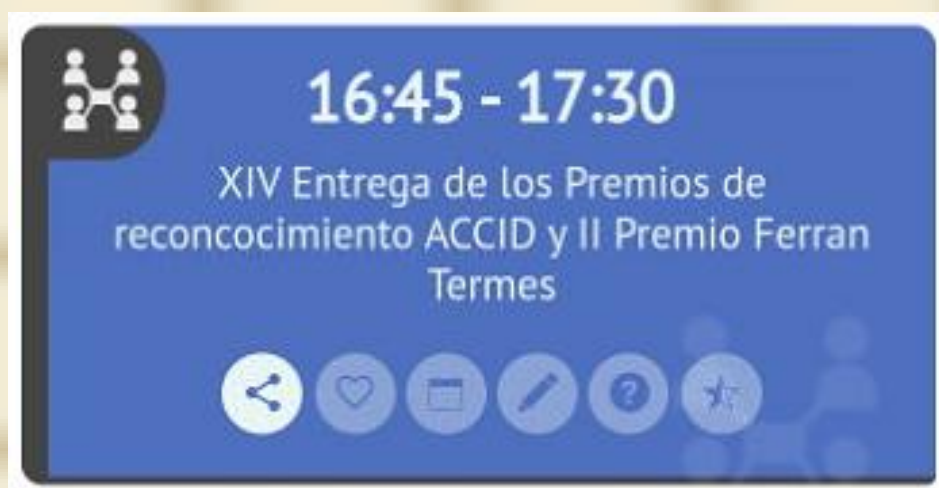 16:45 - 17:30
XIV Entrega de los Premios de
reconcocimiento ACCID y II Premio Ferran
Termes
?